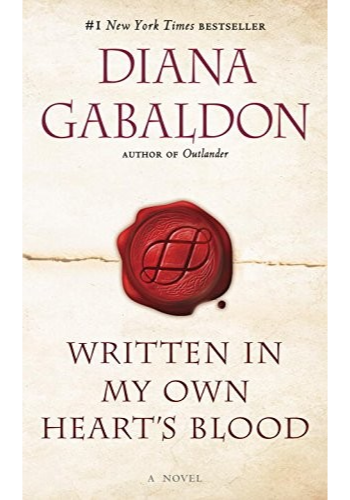 #1 New York Times BESTSELLER
DIANA
GABALDON
AUTHOR OF Outlander
WRITTEN IN
MY OWN
HEART'S BLOOD
A NOVEL